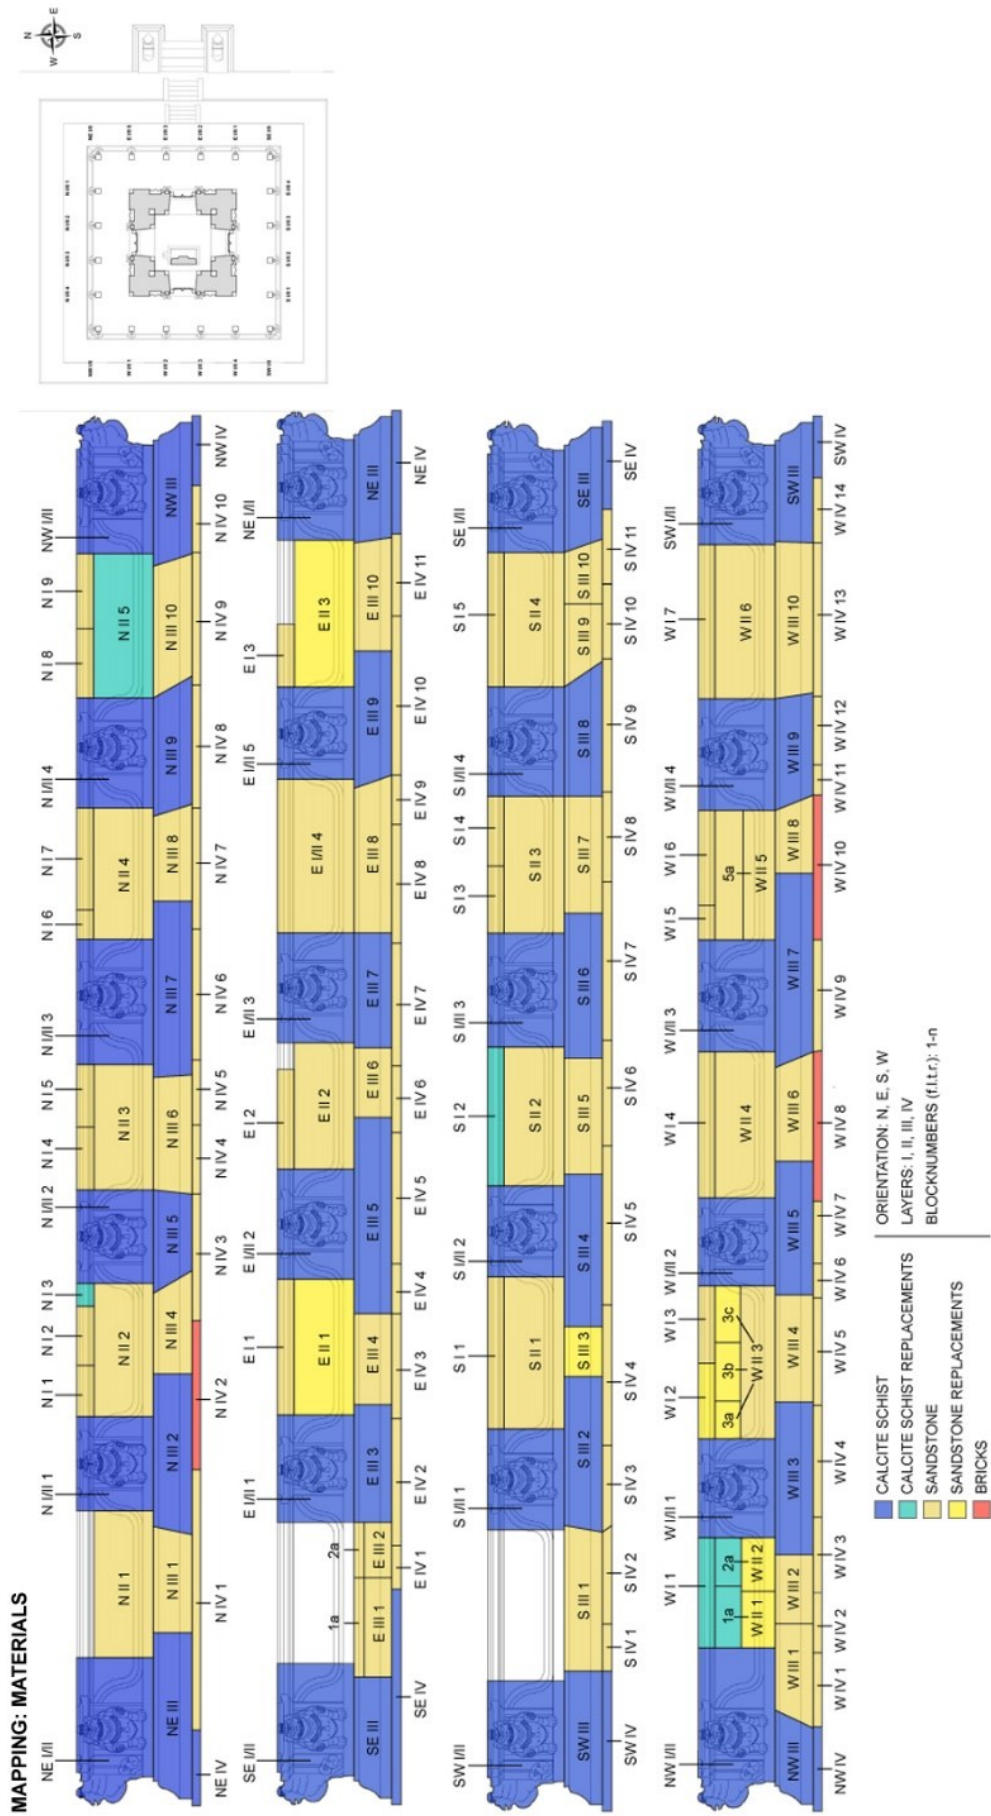 MAPPING: MATERIALS
NE I/II N I/II 1 N I 1 N I 2 N I 3 N I/II 2 N I 4 N I 5 N I/II 3 N I 6 N I 7 N I/II 4 N I 8 N I 9 NW I/II
N II 1 N II 2 N II 3 N II 4 N II 5
NE III N III 1 N III 2 N III 4 N III 5 N III 6 N III 7 N III 8 N III 9 N III 10 NW III
NE IV N IV 1 N IV 2 N IV 3 N IV 4 N IV 5 N IV 6 N IV 7 N IV 8 N IV 9 N IV 10 NW IV
SE I/II E I/II 1 E I 1 E I/II 2 E I 2 E I/II 3 E I/II 5 E I 3 NE I/II
E II 1 E II 2 E I/II 4 E II 3
1a 2a
SE III E III 1 E III 2 E III 3 E III 4 E III 5 E III 6 E III 7 E III 8 E III 9 E III 10 NE III
SE IV E IV 1 E IV 2 E IV 3 E IV 4 E IV 5 E IV 6 E IV 7 E IV 8 E IV 9 E IV 10 E IV 11 NE IV
SW I/II S I/II 1 S I 1 S I/II 2 S I 2 S I/II 3 S I 3 S I 4 S I/II 4 S I 5 SE I/II
S II 1 S II 2 S II 3 S II 4
SW III S III 1 S III 2 S III 3 S III 4 S III 5 S III 6 S III 7 S III 8 S III 9 S III 10 SE III
SW IV S IV 1 S IV 2 S IV 3 S IV 4 S IV 5 S IV 6 S IV 7 S IV 8 S IV 9 S IV 10 S IV 11 SE IV
NW I/II W I 1 W I/II 1 W I 2 W I 3 W I/II 2 W I 4 W I/II 3 W I 5 W I 6 W I/II 4 W I 7 SW I/II
1a 2a 3a 3b 3c 5a
W II 1 W II 2 W II 3 W II 4 W II 5 W II 6
NW III W III 1 W III 2 W III 3 W III 4 W III 5 W III 6 W III 7 W III 8 W III 9 W III 10 SW III
NW IV W IV 1 W IV 2 W IV 3 W IV 4 W IV 5 W IV 6 W IV 7 W IV 8 W IV 9 W IV 10 W IV 11 W IV 12 W IV 13 W IV 14 SW IV
CALCITE SCHIST
CALCITE SCHIST REPLACEMENTS
SANDSTONE
SANDSTONE REPLACEMENTS
BRICKS
ORIENTATION: N, E, S, W
LAYERS: I, II, III, IV
BLOCKNUMBERS (f.l.t.r.): 1-n
N
E
S
W